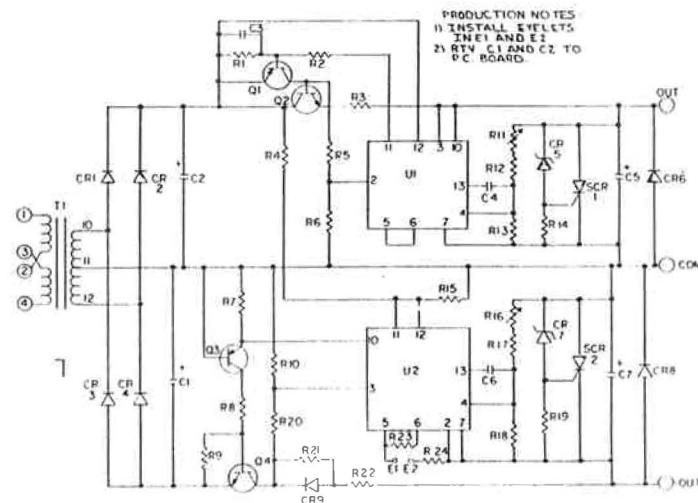 PRODUCTION NOTES
1) INSTALL EYELETS
IN E1 AND E2
2) RTV C1 AND C2 TO
P.C. BOARD.
C3
R1
R2
Q1
Q2
R3
OUT
11
12
3
10
R4
R5
2
U1
13
C4
R11
R12
CR
5
SCR
1
C5
CR6
CR1
CR
2
C2
4
R6
5
6
7
R13
R14
1
T1
10
3
2
11
COM
4
12
R15
R7
11
12
R16
CR
7
SCR
2
Q3
10
R17
R10
U2
13
C6
C7
CR8
3
CR
3
CR
4
C1
R8
4
R20
R19
5
6
2
7
R18
R23
R9
Q4
R21
E1
E2
R24
R22
CR9
OUT